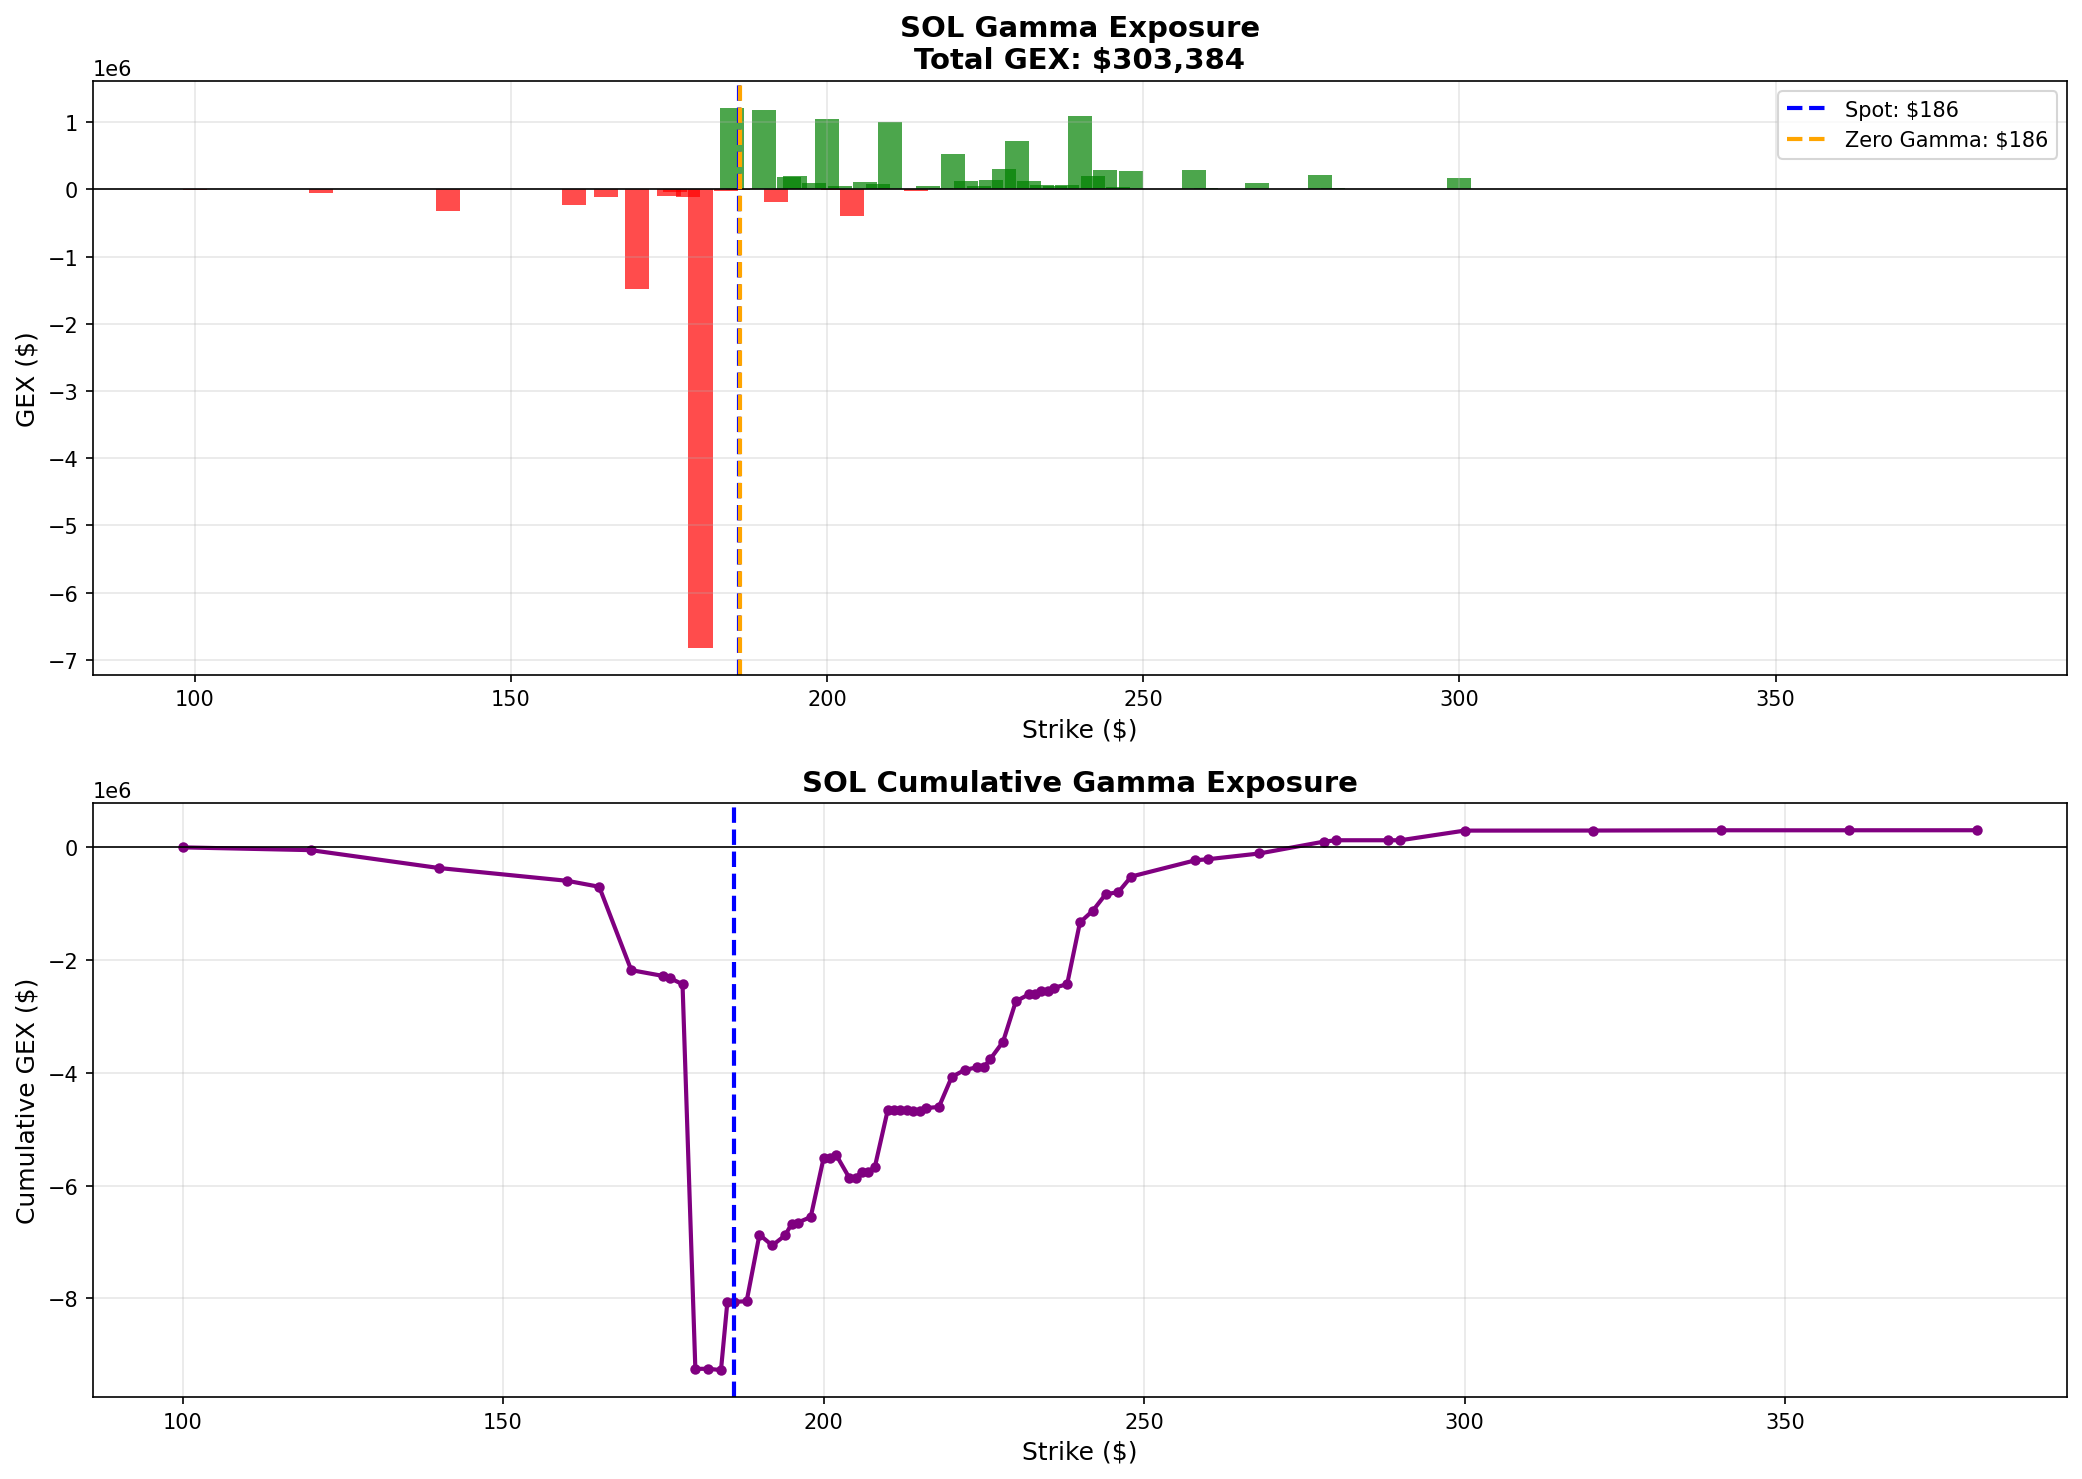 SOL Gamma Exposure
Total GEX: $303,384
1e6
Spot: $186
Zero Gamma: $186
1
0
−1
−2
−3
−4
−5
−6
−7
GEX ($)
100 150 200 250 300 350
Strike ($)
SOL Cumulative Gamma Exposure
1e6
0
−2
−4
−6
−8
Cumulative GEX ($)
100 150 200 250 300 350
Strike ($)